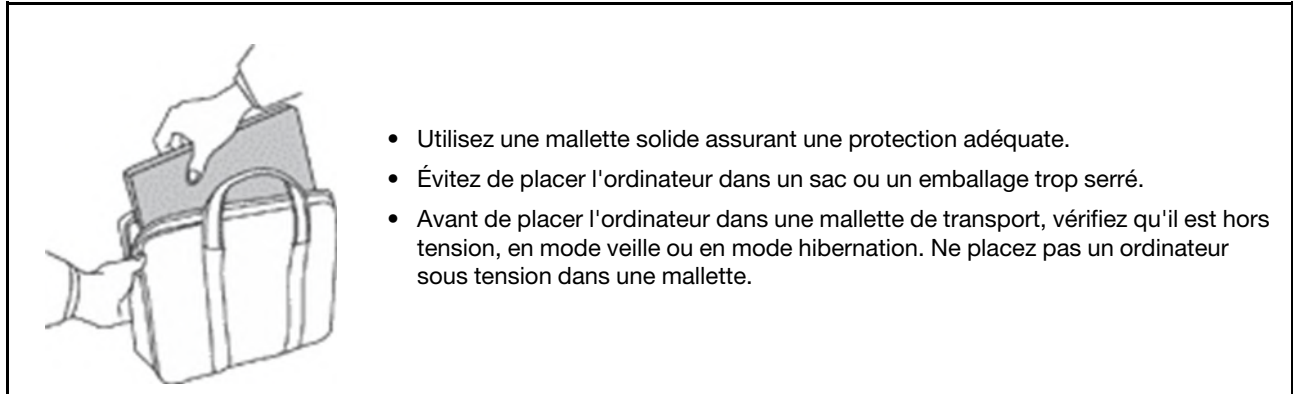 • Utilisez une mallette solide assurant une protection adéquate.
• Évitez de placer l'ordinateur dans un sac ou un emballage trop serré.
• Avant de placer l'ordinateur dans une mallette de transport, vérifiez qu'il est hors
tension, en mode veille ou en mode hibernation. Ne placez pas un ordinateur
sous tension dans une mallette.